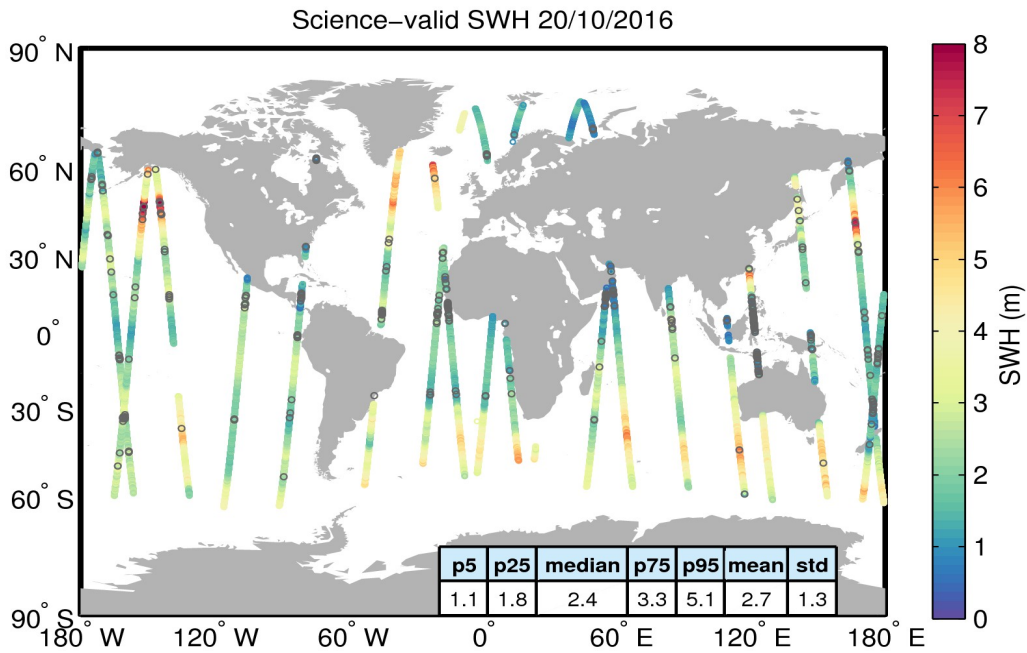 Science−valid SWH 20/10/2016
90° N
60° N
30° N
0°
30° S
60° S
90° S
180° W
120° W
60° W
0°
60° E
120° E
180° E
p5 p25 median p75 p95 mean std
1.1 1.8 2.4 3.3 5.1 2.7 1.3
8
7
6
5
4
3
2
1
0
SWH (m)